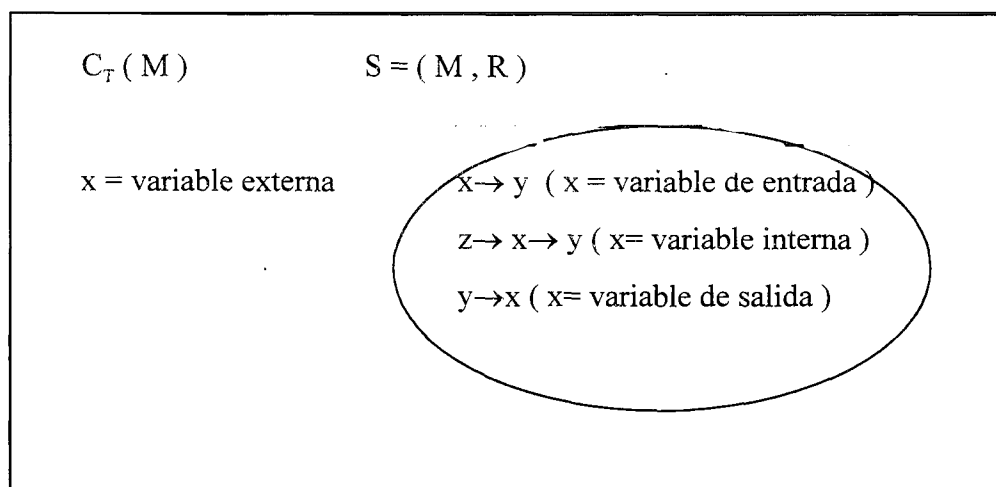 C_T ( M ) S = ( M , R )
x = variable externa x→ y ( x = variable de entrada )
z→ x→ y ( x= variable interna )
y→x ( x= variable de salida )